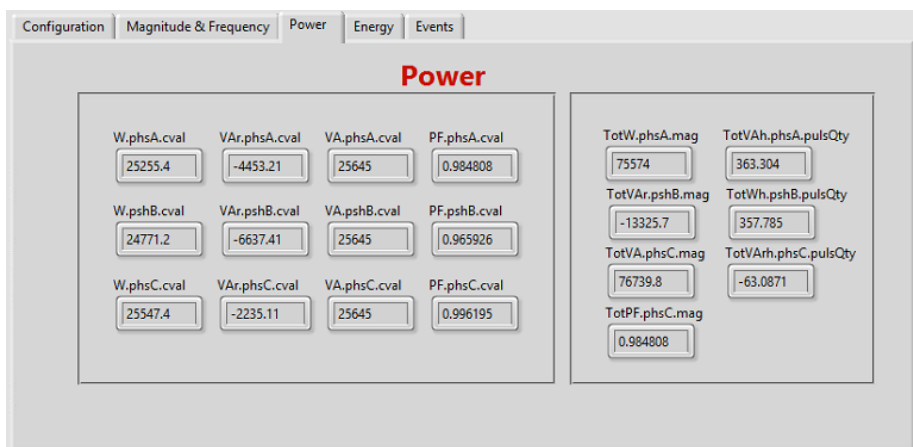 Configuration Magnitude & Frequency Power Energy Events
Power
W.phsA.cval VAr.phsA.cval VA.phsA.cval PF.phsA.cval
25255.4 -4453.21 25645 0.984808
W.pshB.cval VAr.pshB.cval VA.pshB.cval PF.pshB.cval
24771.2 -6637.41 25645 0.965926
W.phsC.cval VAr.phsC.cval VA.phsC.cval PF.phsC.cval
25547.4 -2235.11 25645 0.996195
TotW.phsA.mag TotVAh.phsA.pulsQty
75574 363.304
TotVAr.pshB.mag TotWh.pshB.pulsQty
-13325.7 357.785
TotVA.phsC.mag TotVArh.phsC.pulsQty
76739.8 -63.0871
TotPF.phsC.mag
0.984808